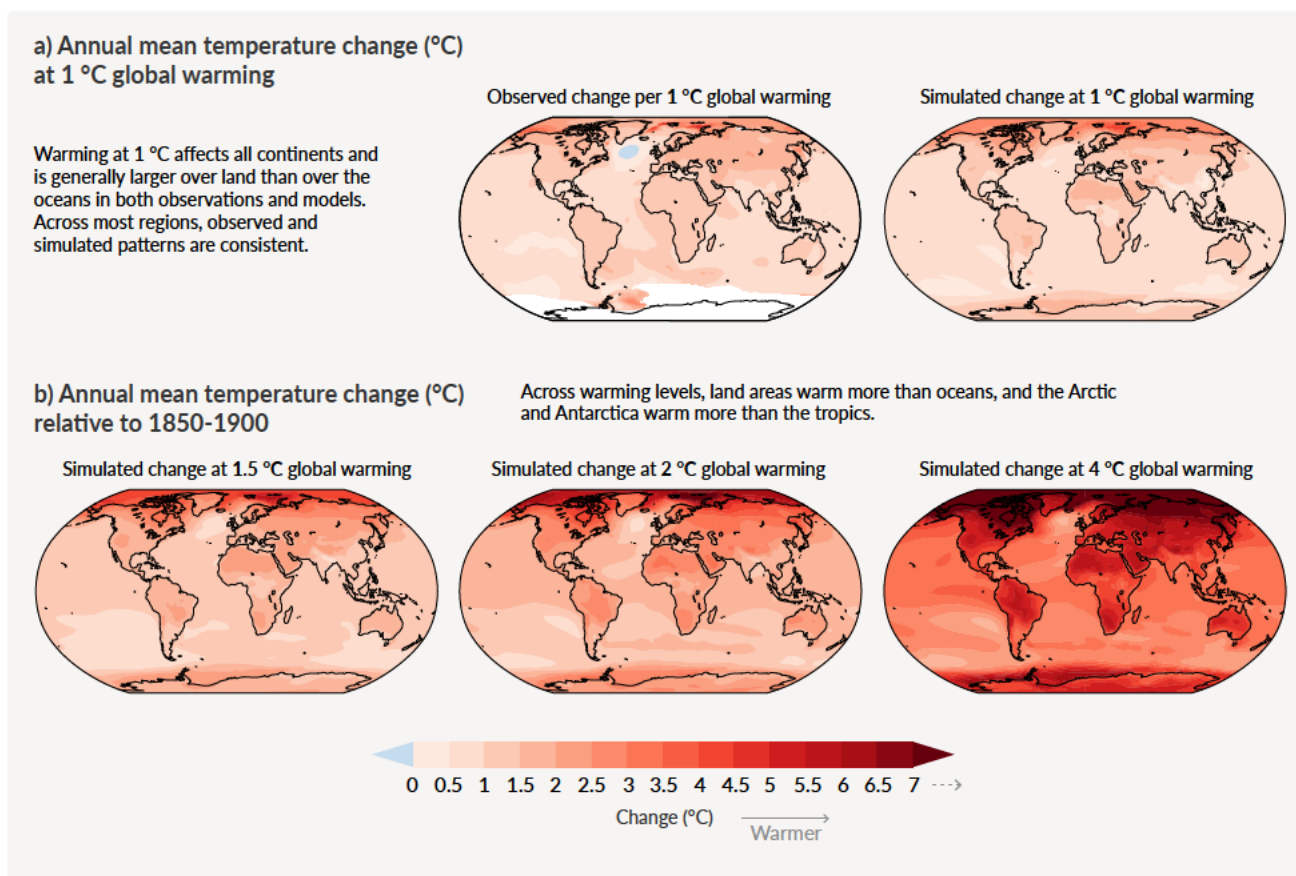 a) Annual mean temperature change (°C)
at 1 °C global warming
Warming at 1 °C affects all continents and
is generally larger over land than over the
oceans in both observations and models.
Across most regions, observed and
simulated patterns are consistent.
Observed change per 1 °C global warming
Simulated change at 1 °C global warming
b) Annual mean temperature change (°C)
relative to 1850-1900
Across warming levels, land areas warm more than oceans, and the Arctic
and Antarctica warm more than the tropics.
Simulated change at 1.5 °C global warming
Simulated change at 2 °C global warming
Simulated change at 4 °C global warming
0 0.5 1 1.5 2 2.5 3 3.5 4 4.5 5 5.5 6 6.5 7
Change (°C)
Warmer